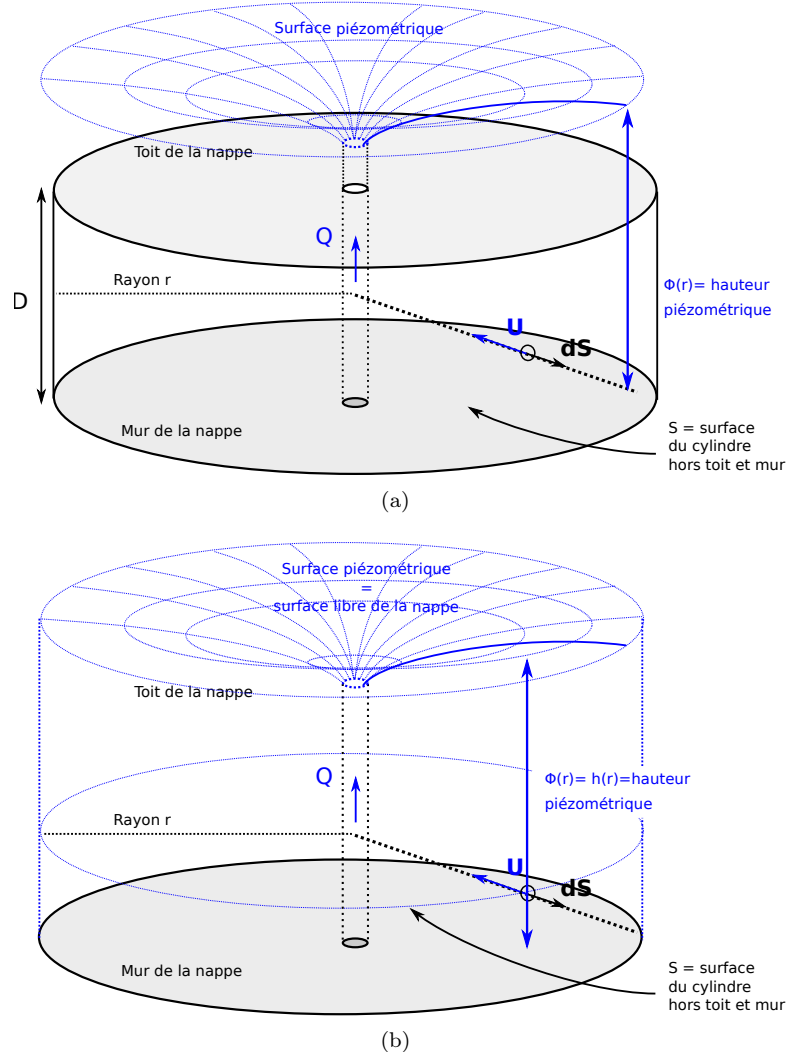 Surface piézométrique
Toit de la nappe
Q
Rayon r
D
Φ(r)= hauteur
piézométrique
U
dS
Mur de la nappe
S = surface
du cylindre
hors toit et mur
(a)
Surface piézométrique
=
surface libre de la nappe
Toit de la nappe
Q
Φ(r)= h(r)=hauteur
piézométrique
Rayon r
U
dS
Mur de la nappe
S = surface
du cylindre
hors toit et mur
(b)